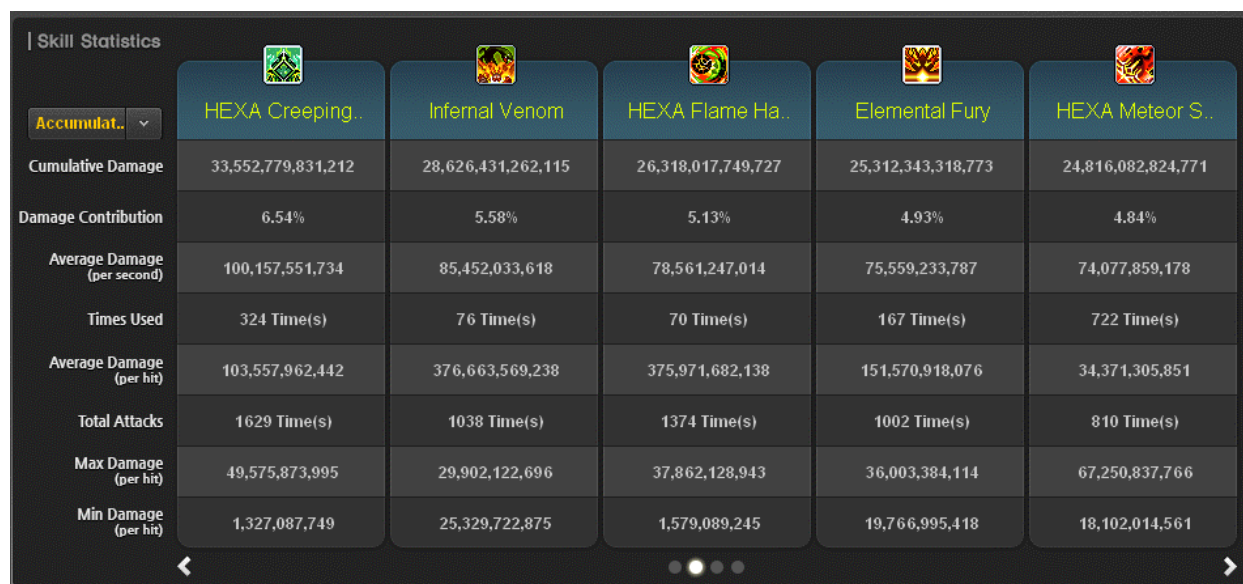 Skill Statistics
HEXA Creeping.. Infernal Venom HEXA Flame Ha.. Elemental Fury HEXA Meteor S..
Accumulat..
Cumulative Damage 33,552,779,831,212 28,626,431,262,115 26,318,017,749,727 25,312,343,318,773 24,816,082,824,771
Damage Contribution 6.54% 5.58% 5.13% 4.93% 4.84%
Average Damage
(per second) 100,157,551,734 85,452,033,618 78,561,247,014 75,559,233,787 74,077,859,178
Times Used 324 Time(s) 76 Time(s) 70 Time(s) 167 Time(s) 722 Time(s)
Average Damage
(per hit) 103,557,962,442 376,663,569,238 375,971,682,138 151,570,918,076 34,371,305,851
Total Attacks 1629 Time(s) 1038 Time(s) 1374 Time(s) 1002 Time(s) 810 Time(s)
Max Damage
(per hit) 49,575,873,995 29,902,122,696 37,862,128,943 36,003,384,114 67,250,837,766
Min Damage
(per hit) 1,327,087,749 25,329,722,875 1,579,089,245 19,766,995,418 18,102,014,561